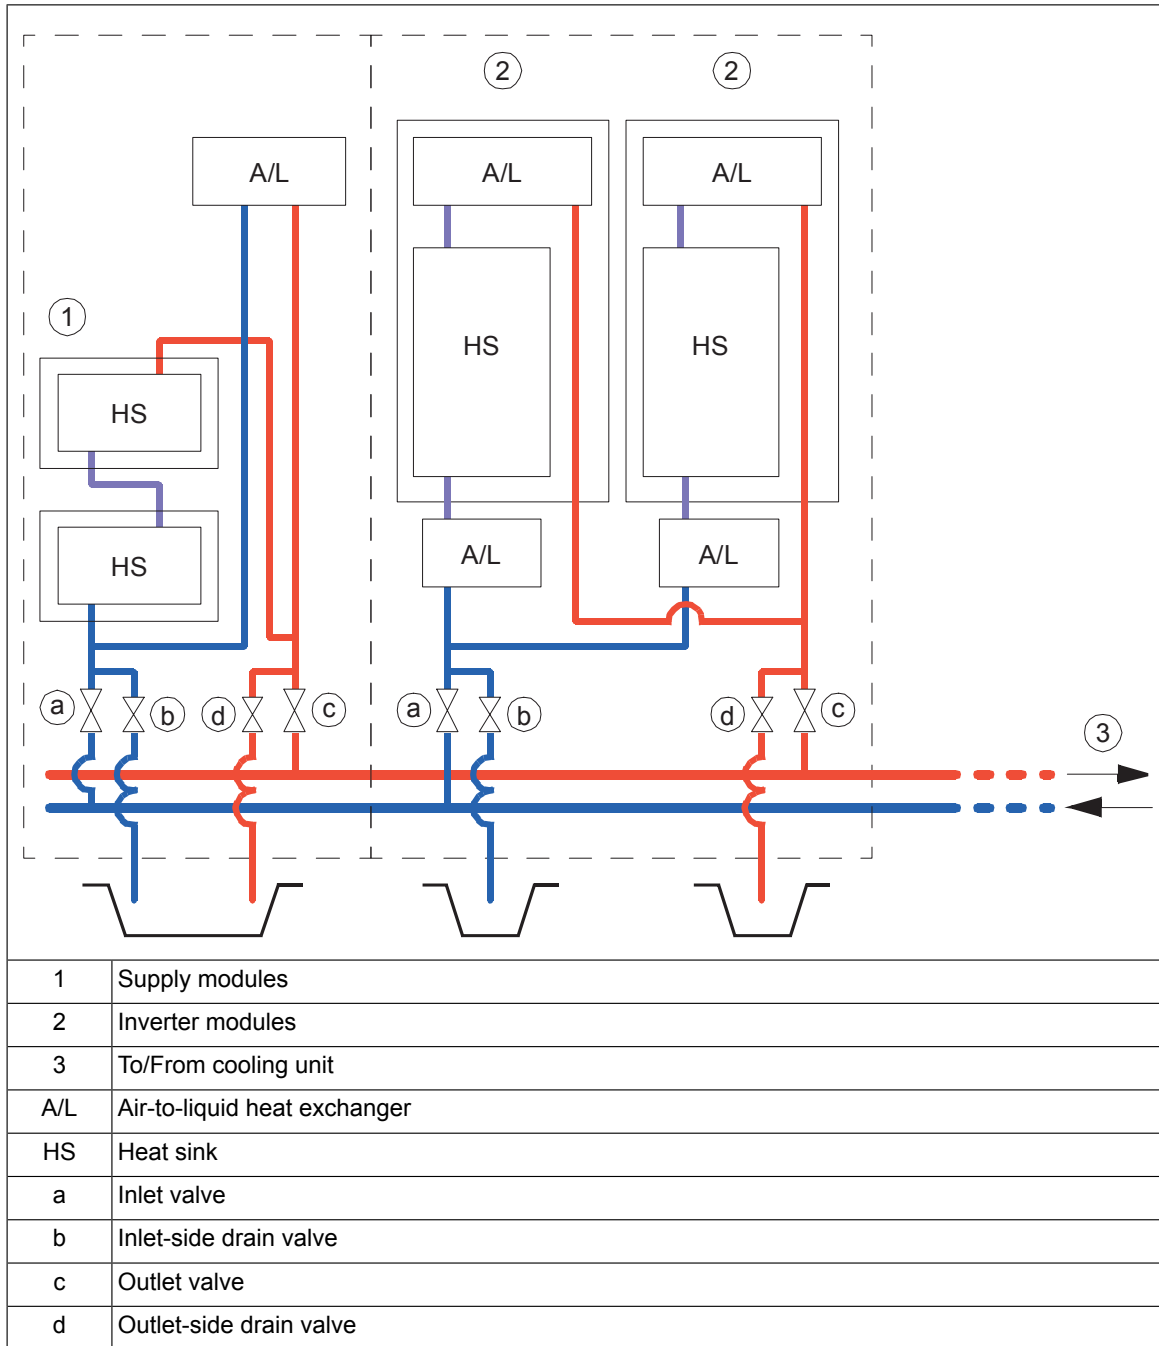 2 2
A/L A/L A/L
1
HS HS HS
HS A/L A/L
a b d c a b d c
3
1 Supply modules
2 Inverter modules
3 To/From cooling unit
A/L Air-to-liquid heat exchanger
HS Heat sink
a Inlet valve
b Inlet-side drain valve
c Outlet valve
d Outlet-side drain valve